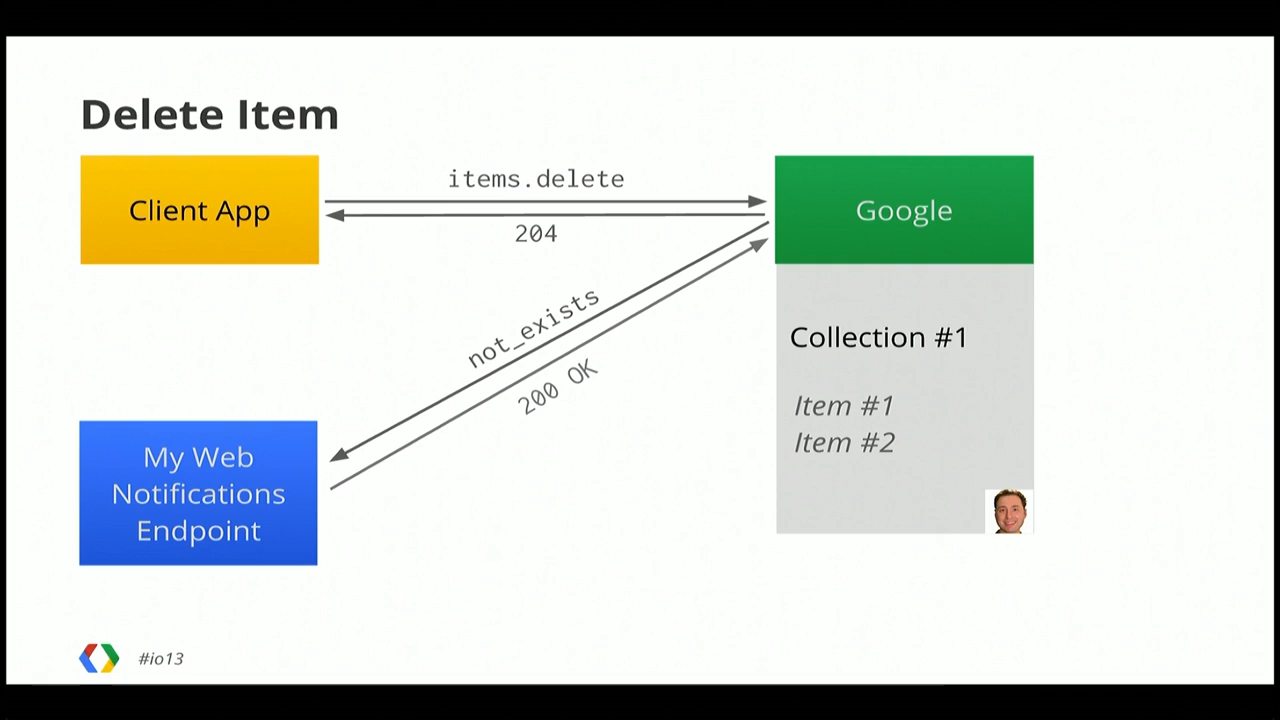 Delete Item
Client App
items.delete
204
Google
not_exists
200 OK
Collection #1
Item #1
Item #2
My Web
Notifications
Endpoint
#io13